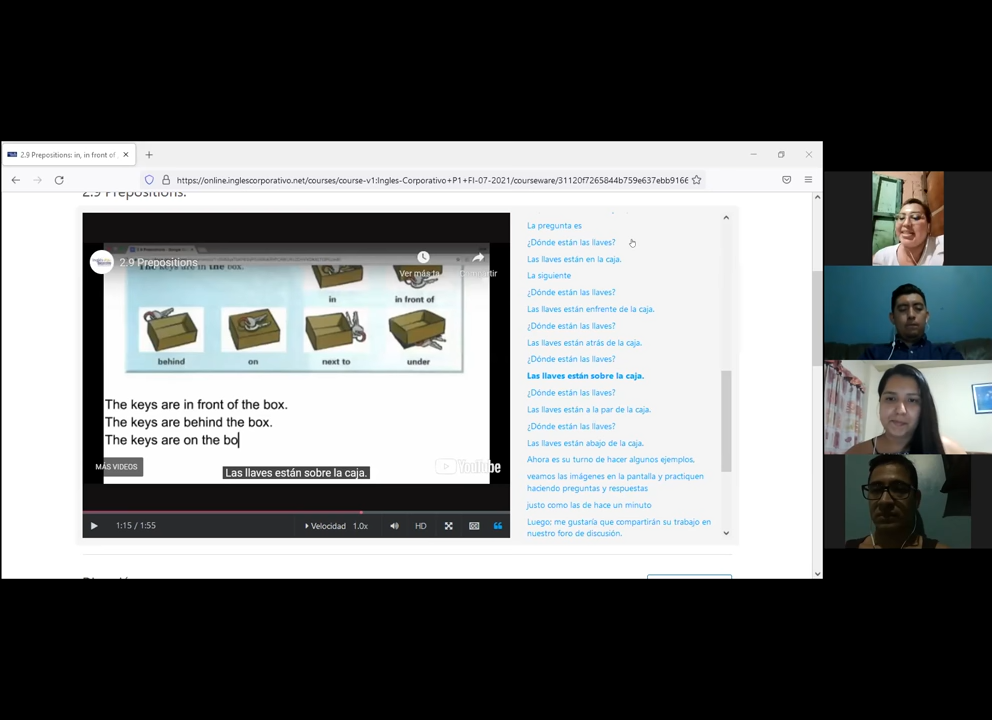 2.9 Prepositions: in, in front of
https://online.inglescorporativo.net/courses/course-v1:Ingles-Corporativo+P1+FI-07-2021/courseware/31120f7265844b759e637ebb9166
2.9 Prepositions.
2.9 Prepositions
The keys are in the box.
in
in front of
behind
on
next to
under
The keys are in front of the box.
The keys are behind the box.
The keys are on the bo
MÁS VIDEOS
Las llaves están sobre la caja.
YouTube
1:15 / 1:55
Velocidad 1.0x
HD
La pregunta es
¿Dónde están las llaves?
Las llaves están en la caja.
La siguiente
¿Dónde están las llaves?
Las llaves están enfrente de la caja.
¿Dónde están las llaves?
Las llaves están atrás de la caja.
¿Dónde están las llaves?
Las llaves están sobre la caja.
¿Dónde están las llaves?
Las llaves están a la par de la caja.
¿Dónde están las llaves?
Las llaves están abajo de la caja.
Ahora es su turno de hacer algunos ejemplos,
veamos las imágenes en la pantalla y practiquen
haciendo preguntas y respuestas
justo como las de hace un minuto
Luego; me gustaría que compartirán su trabajo en
nuestro foro de discusión.